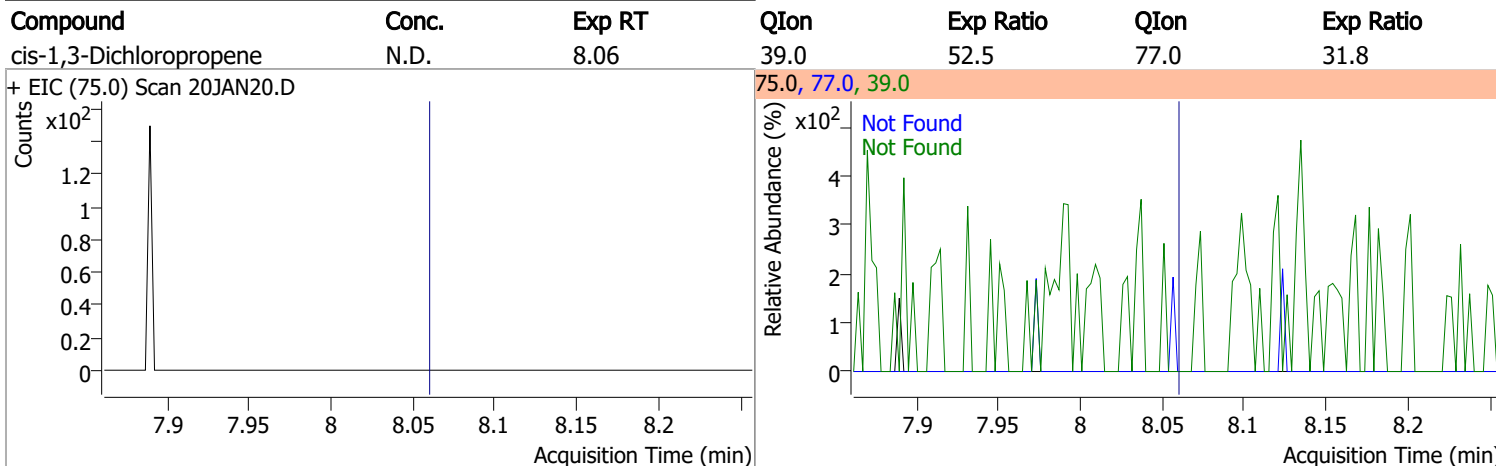 Compound Conc. Exp RT QIon Exp Ratio QIon Exp Ratio
cis-1,3-Dichloropropene N.D. 8.06 39.0 52.5 77.0 31.8
+ EIC (75.0) Scan 20JAN20.D
Counts
x10²
1.2
1
0.8
0.6
0.4
0.2
0
7.9 7.95 8 8.05 8.1 8.15 8.2
Acquisition Time (min)
75.0, 77.0, 39.0
Relative Abundance (%)
x10²
Not Found
Not Found
4
3
2
1
0
7.9 7.95 8 8.05 8.1 8.15 8.2
Acquisition Time (min)